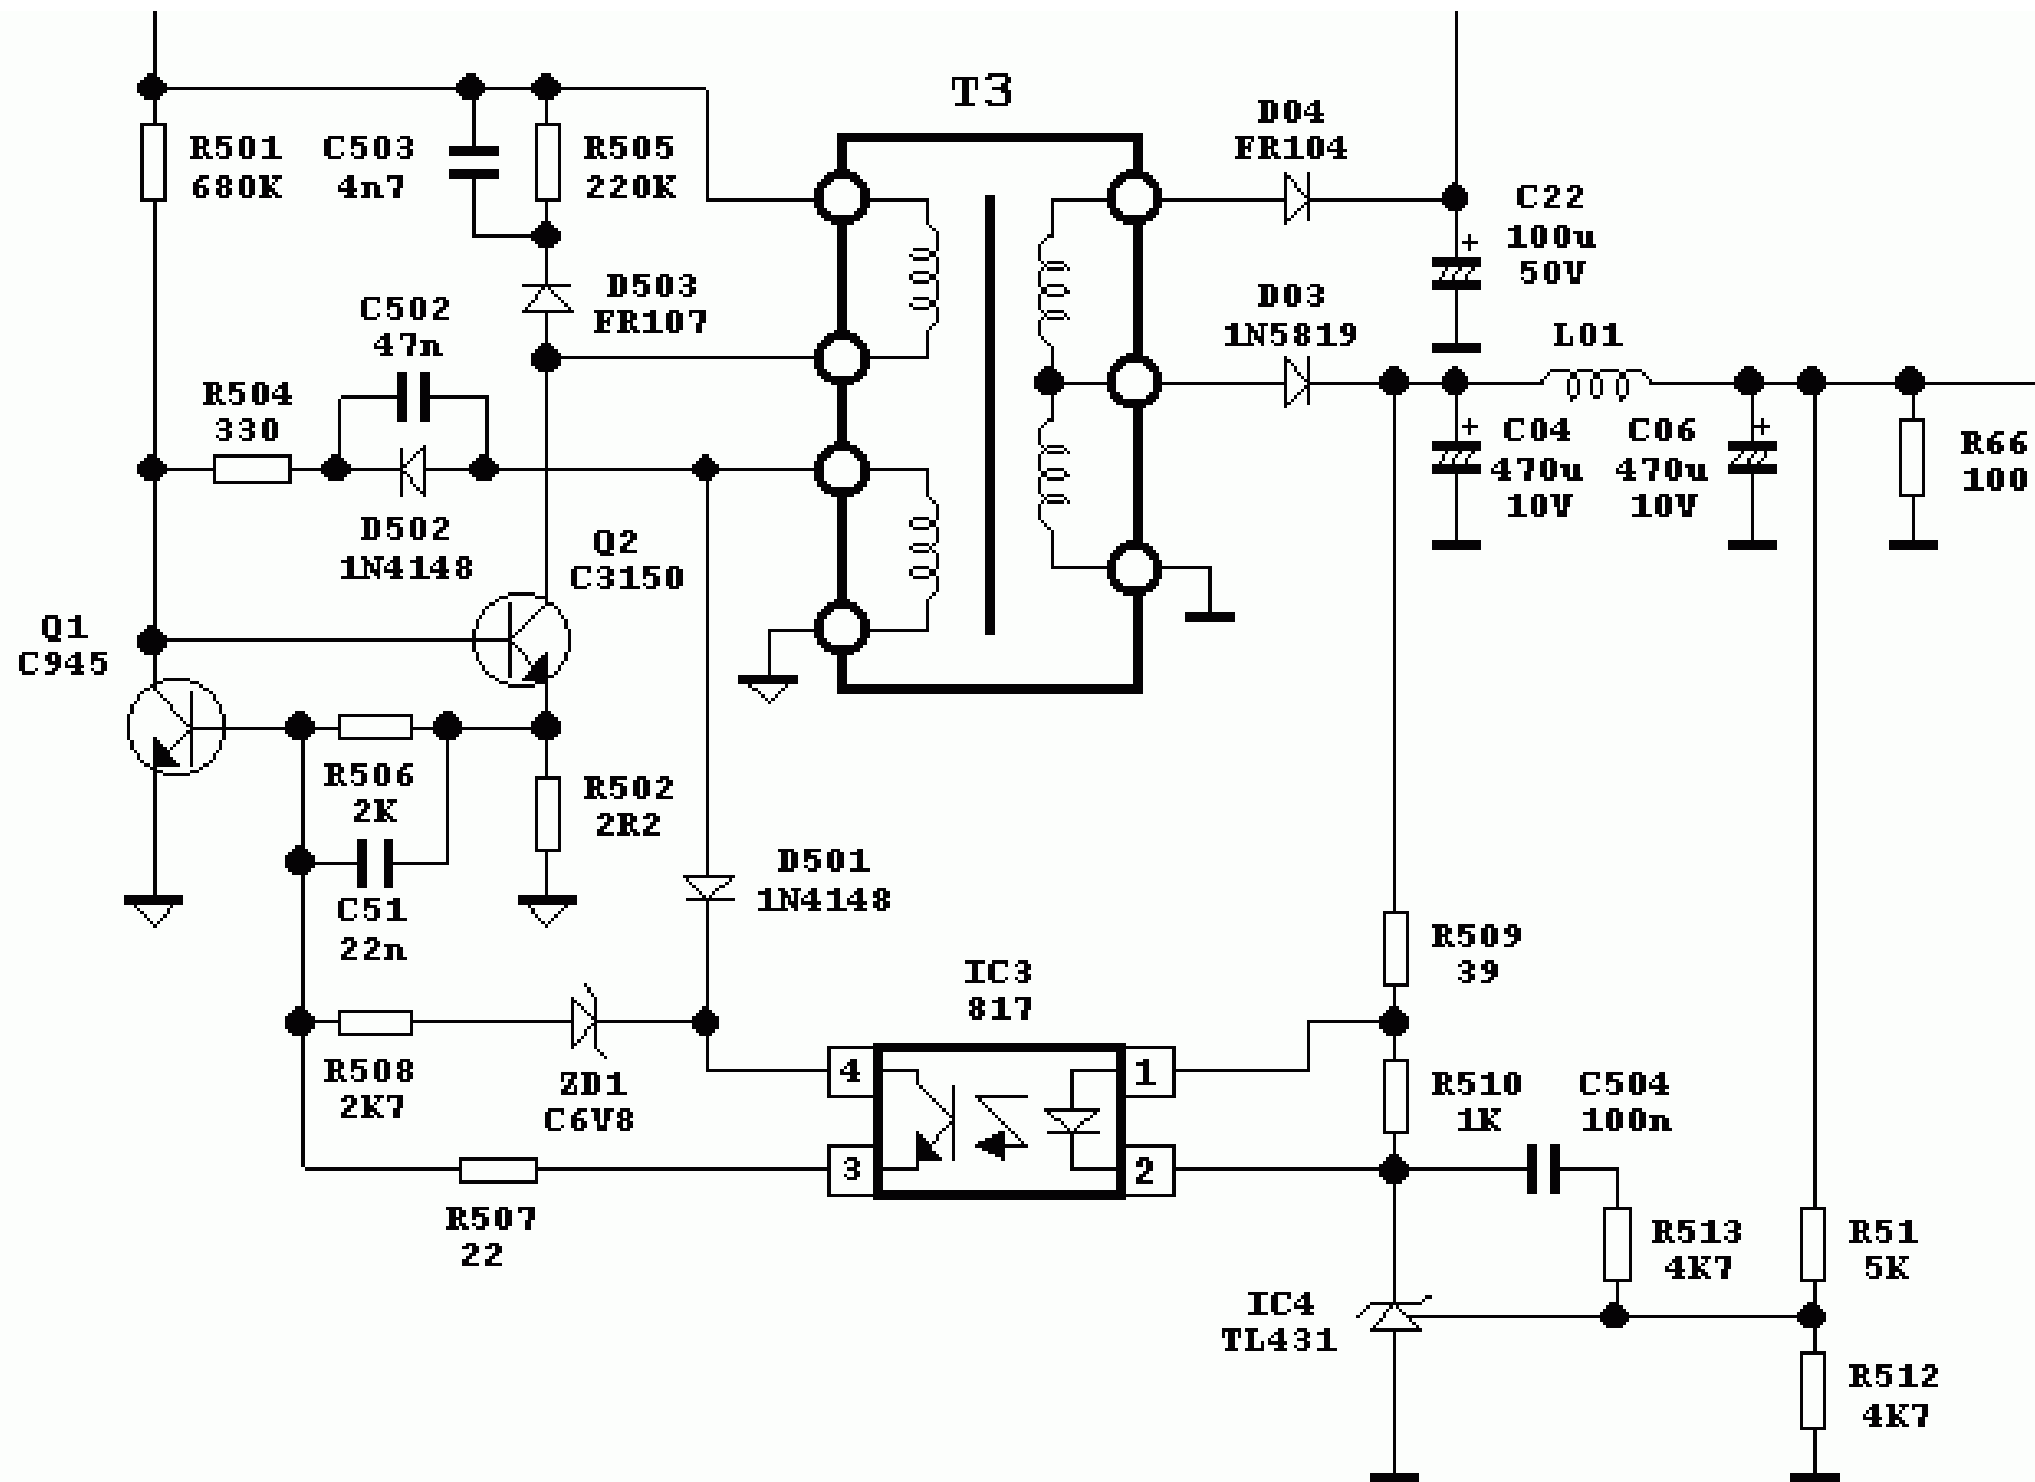 T3
D04
FR104
R501
680K
C503
4n7
R505
220K
C22
+
100u
50V
D503
FR107
D03
1N5819
C502
47n
L01
R504
330
+
C04
470u
10V
C06
+
470u
10V
R66
100
D502
1N4148
Q2
C3150
Q1
C945
R506
2K
R502
2R2
C51
22n
D501
1N4148
R509
39
IC3
817
R508
2K7
ZD1
C6V8
4
1
3
2
R510
1K
C504
100n
R507
22
R513
4K7
R51
5K
IC4
TL431
R512
4K7